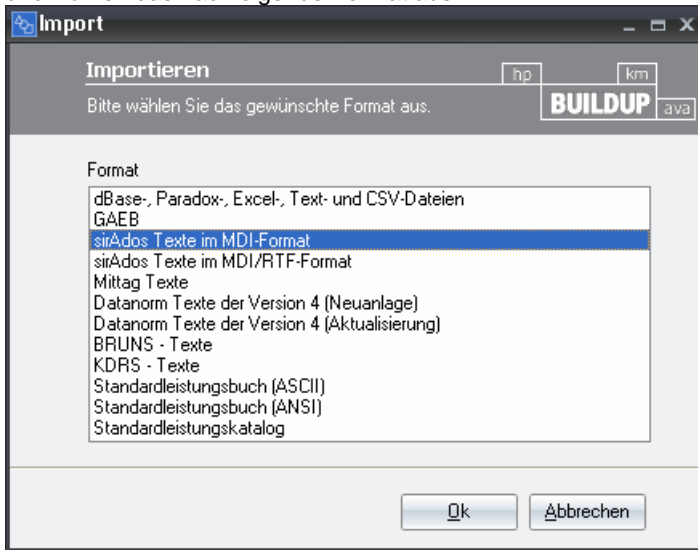 Import
Importieren
Bitte wählen Sie das gewünschte Format aus.
hp
km
BUILDUP
ava
Format
dBase-, Paradox-, Excel-, Text- und CSV-Dateien
GAEB
sirAdos Texte im MDI-Format
sirAdos Texte im MDI/RTF-Format
Mittag Texte
Datanorm Texte der Version 4 (Neuanlage)
Datanorm Texte der Version 4 (Aktualisierung)
BRUNS - Texte
KDRS - Texte
Standardleistungsbuch (ASCII)
Standardleistungsbuch (ANSI)
Standardleistungskatalog
Ok
Abbrechen